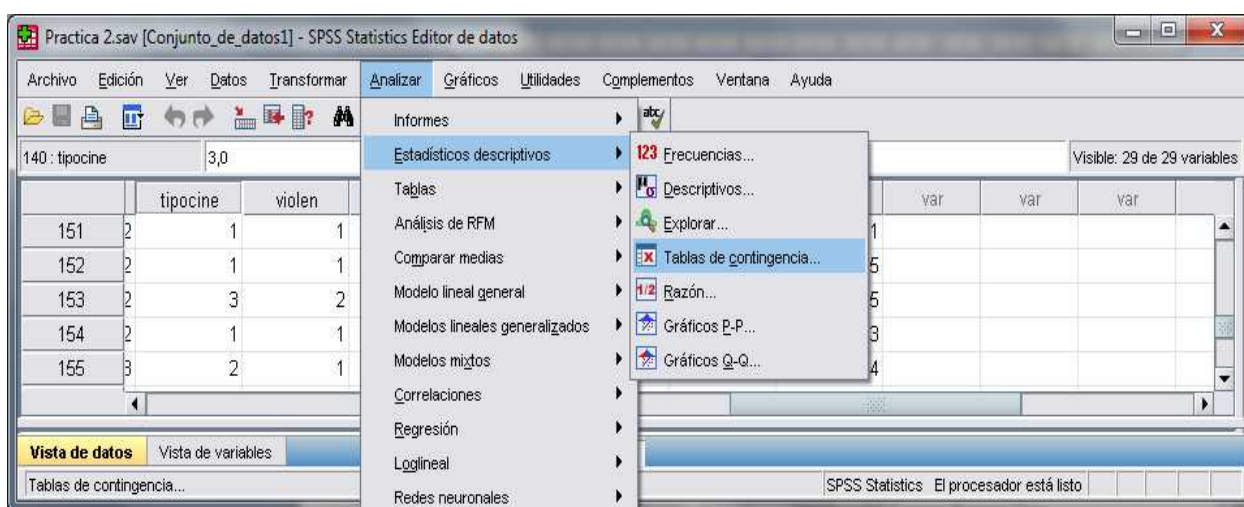 Practica 2.sav [Conjunto_de_datos1] - SPSS Statistics Editor de datos
Archivo Edición Ver Datos Transformar Analizar Gráficos Utilidades Complementos Ventana Ayuda
140 : tipocine 3,0 Visible: 29 de 29 variables
tipocine violen var var var
151 2 1 1 1
152 2 1 1 5
153 2 3 2 5
154 2 1 1 3
155 3 2 1 4
Informes
Estadísticos descriptivos
Tablas
Análisis de RFM
Comparar medias
Modelo lineal general
Modelos lineales generalizados
Modelos mixtos
Correlaciones
Regresión
Loglineal
Redes neuronales
abc
123 Frecuencias...
Descriptivos...
Explorar...
Tablas de contingencia...
1/2 Razón...
Gráficos P-P...
Gráficos Q-Q...
Vista de datos Vista de variables
Tablas de contingencia... SPSS Statistics El procesador está listo